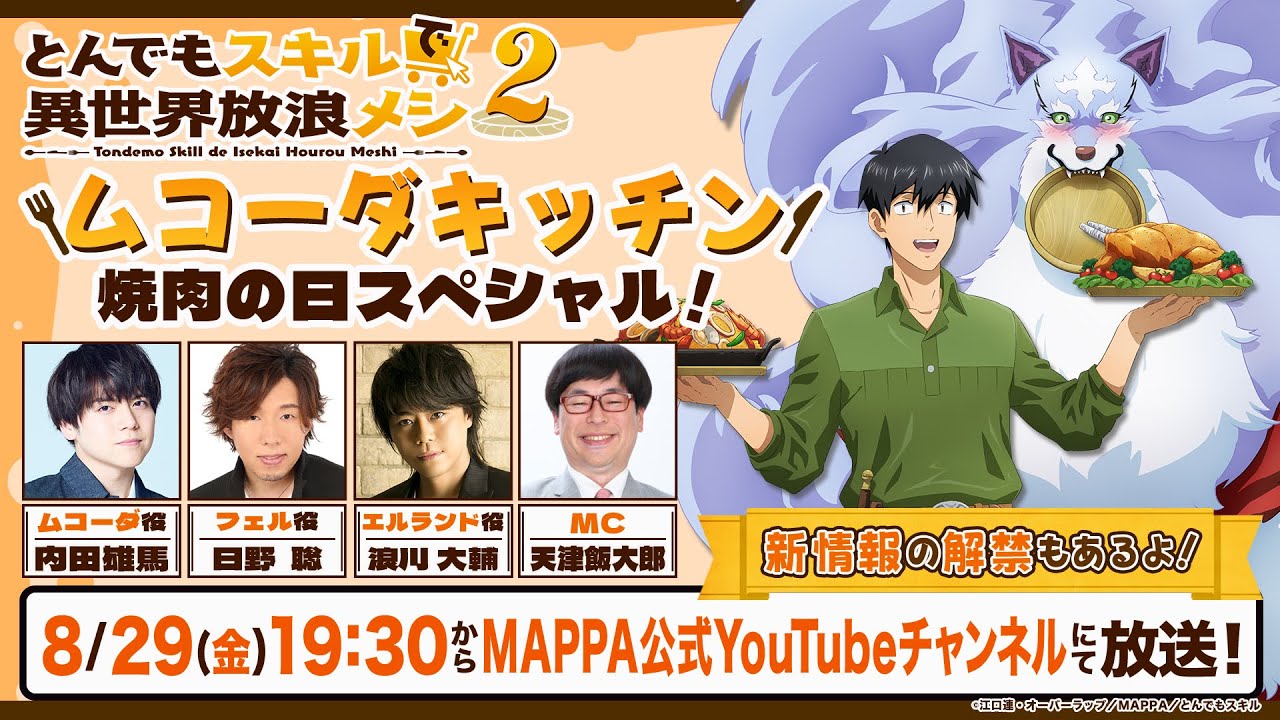 とんでもスキルで
異世界放浪メシ2
Tondemo Skill de Isekai Hourou Meshi
ムコーダキッチン
焼肉の日スペシャル！
ムコーダ役
内田雄馬
フェル役
日野 聡
エルランド役
浪川 大輔
MC
天津飯大郎
新情報の解禁もあるよ！
8/29(金)19:30からMAPPA公式YouTubeチャンネルにて放送！
©江口連・オーバーラップ／MAPPA／とんでもスキル